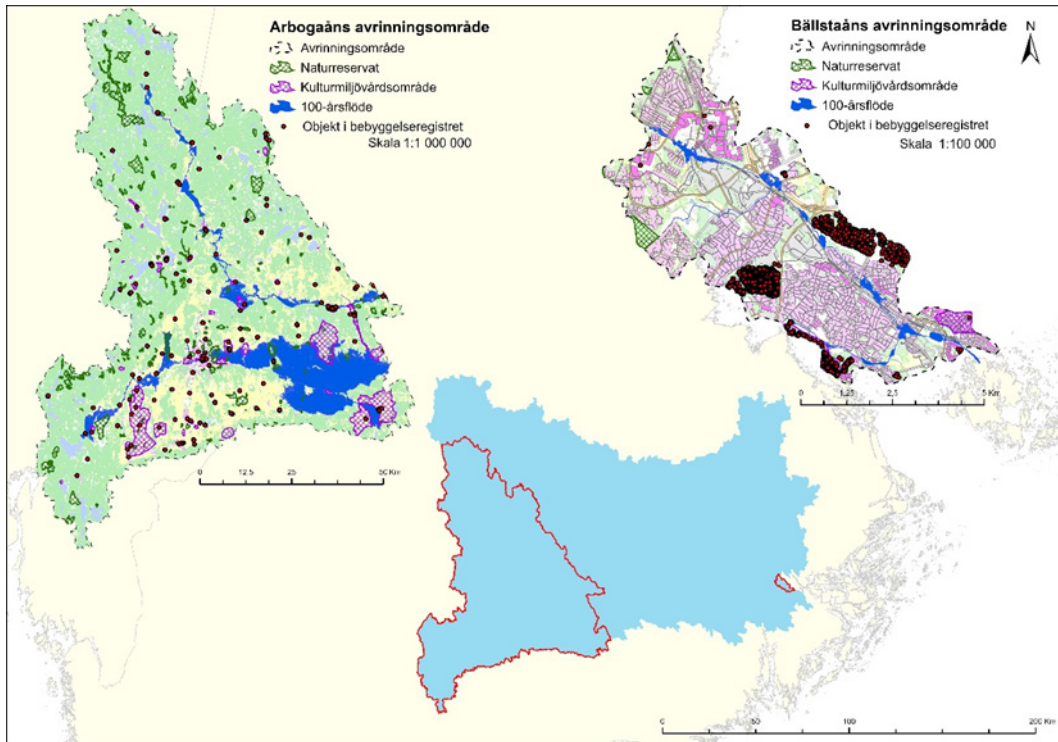 Arbogaåns avrinningsområde
Avrinningsområde
Naturreservat
Kulturmiljövårdsområde
100-årsflöde
Objekt i bebyggelseregistret
Skala 1:1 000 000
Bällstaåns avrinningsområde
Avrinningsområde
Naturreservat
Kulturmiljövårdsområde
100-årsflöde
Objekt i bebyggelseregistret
Skala 1:100 000
N
0 1,25 2,5 5 Km
0 12,5 25 50 Km
0 50 100 200 Km